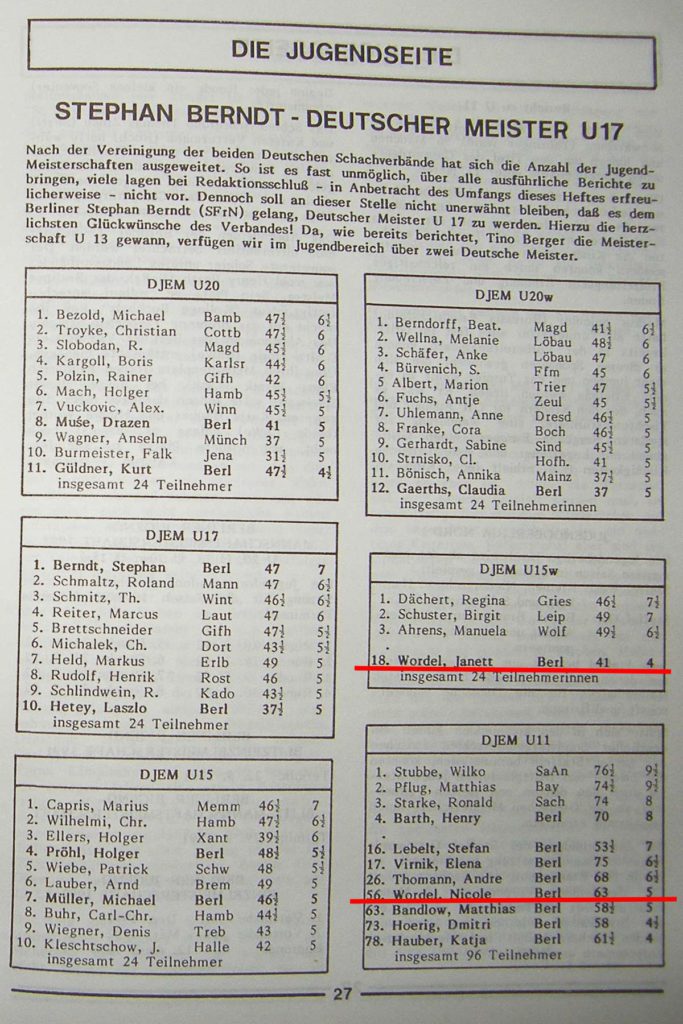 DIE JUGENDSEITE
STEPHAN BERNDT - DEUTSCHER MEISTER U17
Nach der Vereinigung der beiden Deutschen Schachverbände hat sich die Anzahl der Jugend-
Meisterschaften ausgeweitet. So ist es fast unmöglich, über alle ausführliche Berichte zu
bringen, viele lagen bei Redaktionsschluß - in Anbetracht des Umfangs dieses Heftes erfreu-
licherweise - nicht vor. Dennoch soll an dieser Stelle nicht unerwähnt bleiben, daß es dem
Berliner Stephan Berndt (SFrN) gelang, Deutscher Meister U 17 zu werden. Hierzu die herz-
lichsten Glückwünsche des Verbandes! Da, wie bereits berichtet, Tino Berger die Meister-
schaft U 13 gewann, verfügen wir im Jugendbereich über zwei Deutsche Meister.
DJEM U20
1. Bezold, Michael Bamb 47½ 6½
2. Troyke, Christian Cottb 47½ 6
3. Slobodan, R. Magd 45½ 6
4. Kargoll, Boris Karlsr 44½ 6
5. Polzin, Rainer Gifh 42 6
6. Mach, Holger Hamb 45½ 5½
7. Vuckovic, Alex. Winn 45½ 5
8. Muśe, Drazen Berl 41 5
9. Wagner, Anselm Münch 37 5
10. Burmeister, Falk Jena 31½ 5
11. Güldner, Kurt Berl 47½ 4½
insgesamt 24 Teilnehmer
DJEM U17
1. Berndt, Stephan Berl 47 7
2. Schmaltz, Roland Mann 47 6½
3. Schmitz, Th. Wint 46½ 6½
4. Reiter, Marcus Laut 47 6
5. Brettschneider Gifh 47½ 5½
6. Michalek, Ch. Dort 43½ 5½
7. Held, Markus Erlb 49 5
8. Rudolf, Henrik Rost 46 5
9. Schlindwein, R. Kado 43½ 5
10. Hetey, Laszlo Berl 37½ 5
insgesamt 24 Teilnehmer
DJEM U15
1. Capris, Marius Memm 46½ 7
2. Wilhelmi, Chr. Hamb 47½ 6½
3. Ellers, Holger Xant 39½ 6
4. Pröhl, Holger Berl 48½ 5½
5. Wiebe, Patrick Schw 48 5½
6. Lauber, Arnd Brem 49 5
7. Müller, Michael Berl 46½ 5
8. Buhr, Carl-Chr. Hamb 44½ 5
9. Wiegner, Denis Treb 43 5
10. Kleschtschow, J. Halle 42 5
insgesamt 24 Teilnehmer
DJEM U20w
1. Berndorff, Beat. Magd 41½ 6½
2. Wellna, Melanie Löbau 48½ 6
3. Schäfer, Anke Löbau 47 6
4. Bürvenich, S. Ffm 45 6
5 Albert, Marion Trier 47 5½
6. Fuchs, Antje Zeul 45 5½
7. Uhlemann, Anne Dresd 46½ 5
8. Franke, Cora Boch 46½ 5
9. Gerhardt, Sabine Sind 45½ 5
10. Strnisko, Cl. Hofh. 41 5
11. Bönisch, Annika Mainz 37½ 5
12. Gaerths, Claudia Berl 37 5
insgesamt 24 Teilnehmerinnen
DJEM U15w
1. Dächert, Regina Gries 46½ 7½
2. Schuster, Birgit Leip 49 7
3. Ahrens, Manuela Wolf 49½ 6½
.
18. Wordel, Janett Berl 41 4
insgesamt 24 Teilnehmerinnen
DJEM U11
1. Stubbe, Wilko SaAn 76½ 9½
2. Pflug, Matthias Bay 74½ 9½
3. Starke, Ronald Sach 74 8
4. Barth, Henry Berl 70 8
.
16. Lebelt, Stefan Berl 53½ 7
17. Virnik, Elena Berl 75 6½
26. Thomann, Andre Berl 68 6½
56. Wordel, Nicole Berl 63 5
63. Bandlow, Matthias Berl 58½ 5
73. Hoerig, Dmitri Berl 58 4½
78. Hauber, Katja Berl 61½ 4
insgesamt 96 Teilnehmer
27